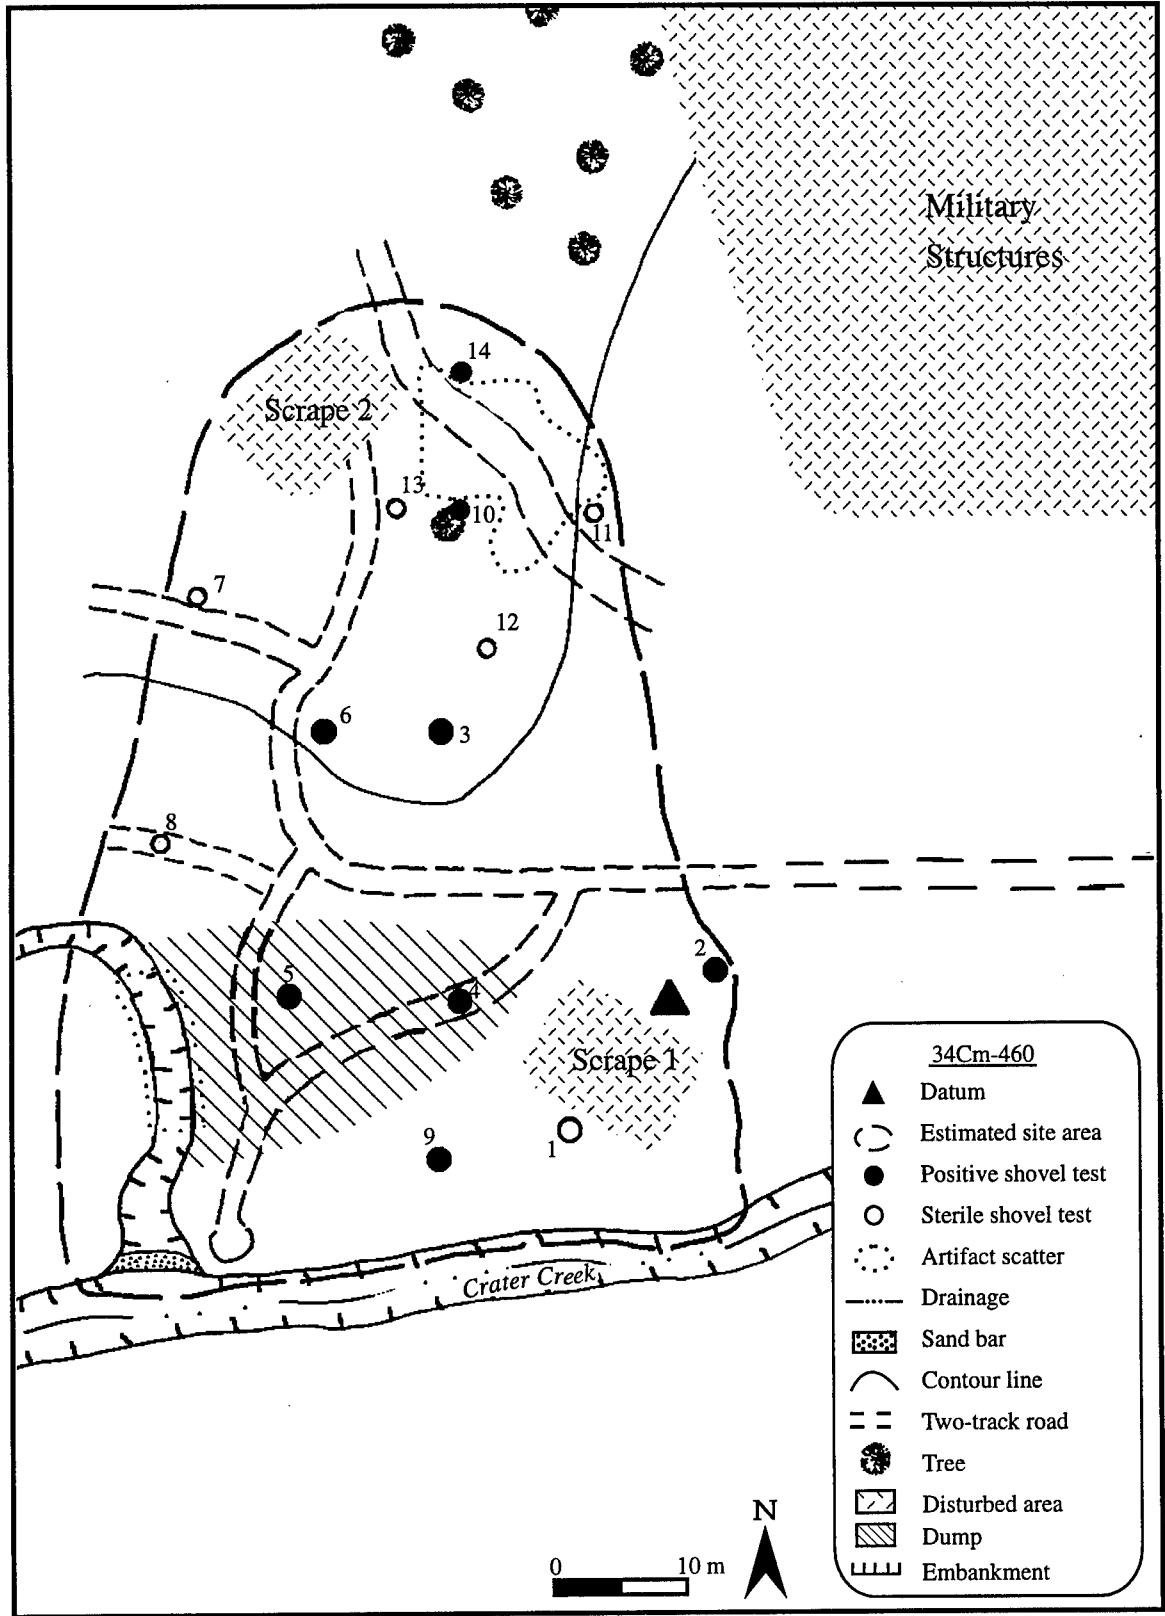 Military
Structures
14
Scrape 2
13
10
11
7
12
6
3
8
2
5
4
Scrape 1
1
9
Crater Creek
34Cm-460
Datum
Estimated site area
Positive shovel test
Sterile shovel test
Artifact scatter
Drainage
Sand bar
Contour line
Two-track road
Tree
Disturbed area
Dump
Embankment
N
0 10 m